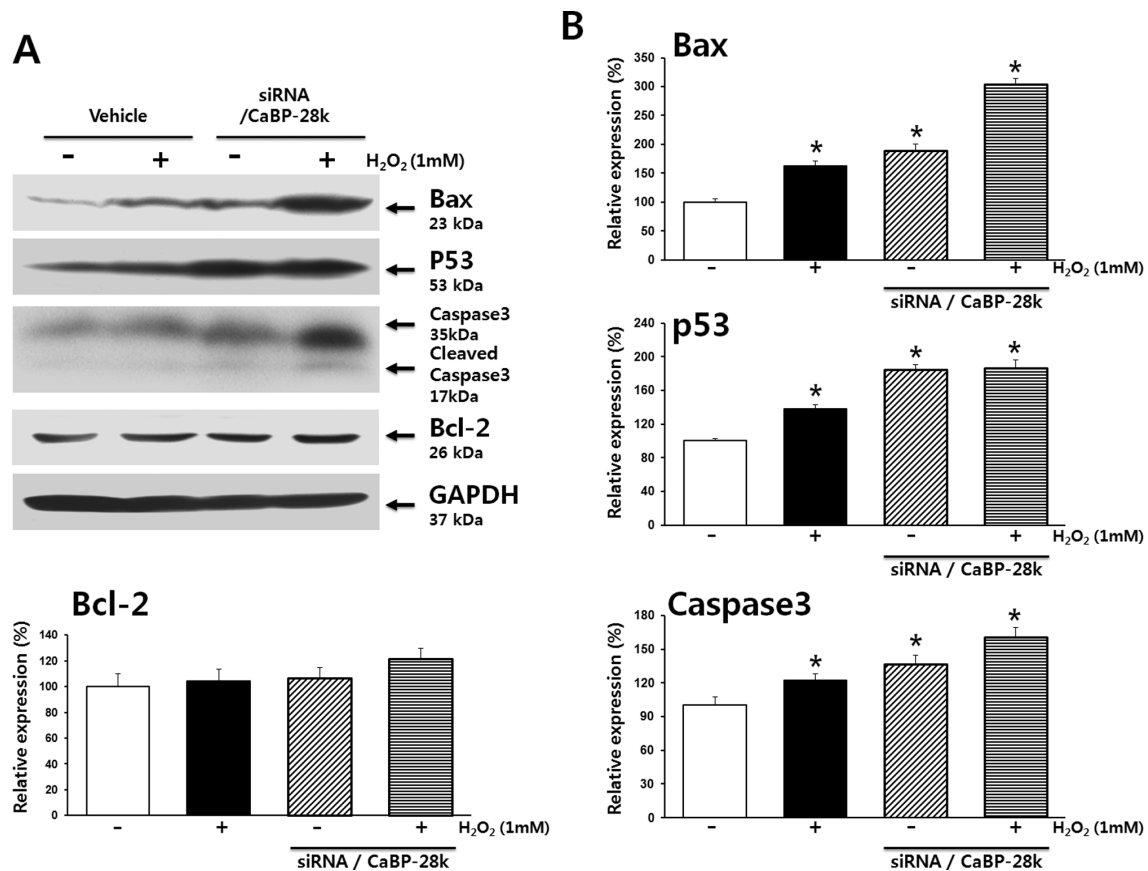 A
Vehicle
siRNA
/CaBP-28k
- + - + H₂O₂ (1mM)
Bax
23 kDa
P53
53 kDa
Caspase3
35kDa
Cleaved
Caspase3
17kDa
Bcl-2
26 kDa
GAPDH
37 kDa
Bcl-2
Relative expression (%)
140
120
100
80
60
40
20
0
- + - + H₂O₂ (1mM)
siRNA / CaBP-28k
B
Bax
Relative expression (%)
350
300
250
200
150
100
50
0
* * *
- + - + H₂O₂ (1mM)
siRNA / CaBP-28k
p53
Relative expression (%)
240
200
160
120
80
40
0
* * *
- + - + H₂O₂ (1mM)
siRNA / CaBP-28k
Caspase3
Relative expression (%)
180
150
120
90
60
30
0
* * *
- + - + H₂O₂ (1mM)
siRNA / CaBP-28k